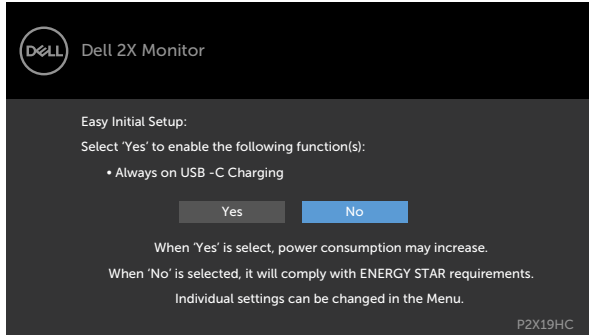 DELL
Dell 2X Monitor
Easy Initial Setup:
Select ‘Yes’ to enable the following function(s):
• Always on USB -C Charging
Yes
No
When ‘Yes’ is select, power consumption may increase.
When ‘No’ is selected, it will comply with ENERGY STAR requirements.
Individual settings can be changed in the Menu.
P2X19HC